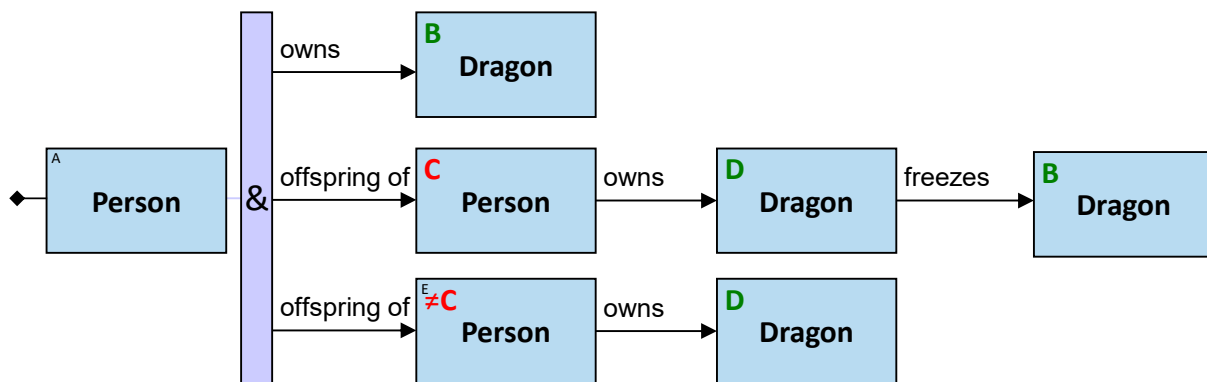 owns
B
Dragon
A
Person
&
offspring of
C
Person
owns
D
Dragon
freezes
B
Dragon
offspring of
E
≠C
Person
owns
D
Dragon